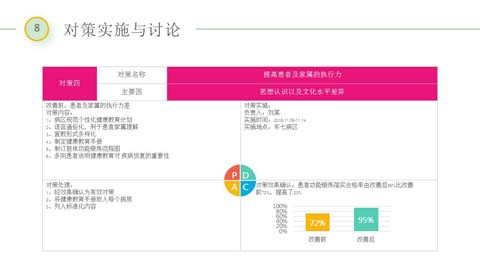 8
对策实施与讨论
对策四
对策名称
提高患者及家属的执行力
主要因
思想认识以及文化水平差异
改善前：患者及家属的执行力差
对策内容：
1、病区规范个性化健康教育计划
2、语言通俗化，利于患者家属理解
3、宣教形式多样化
4、制定健康教育手册
5、制订肢体功能锻炼流程图
6、多向患者说明健康教育对疾病恢复的重要性
对策实施：
负责人：刘某
实施时间：2018.11.08-11.14
实施地点：东七病区
P
D
A
C
对策处理：
1、经效果确认为有效对策
2、将健康教育手册放入每个病房
3、列入标准化内容
对策效果确认：患者功能锻炼落实合格率由改善后95%比改善
前72%，提高了23%
100%
80%
60%
40%
20%
0%
72%
95%
改善前
改善后